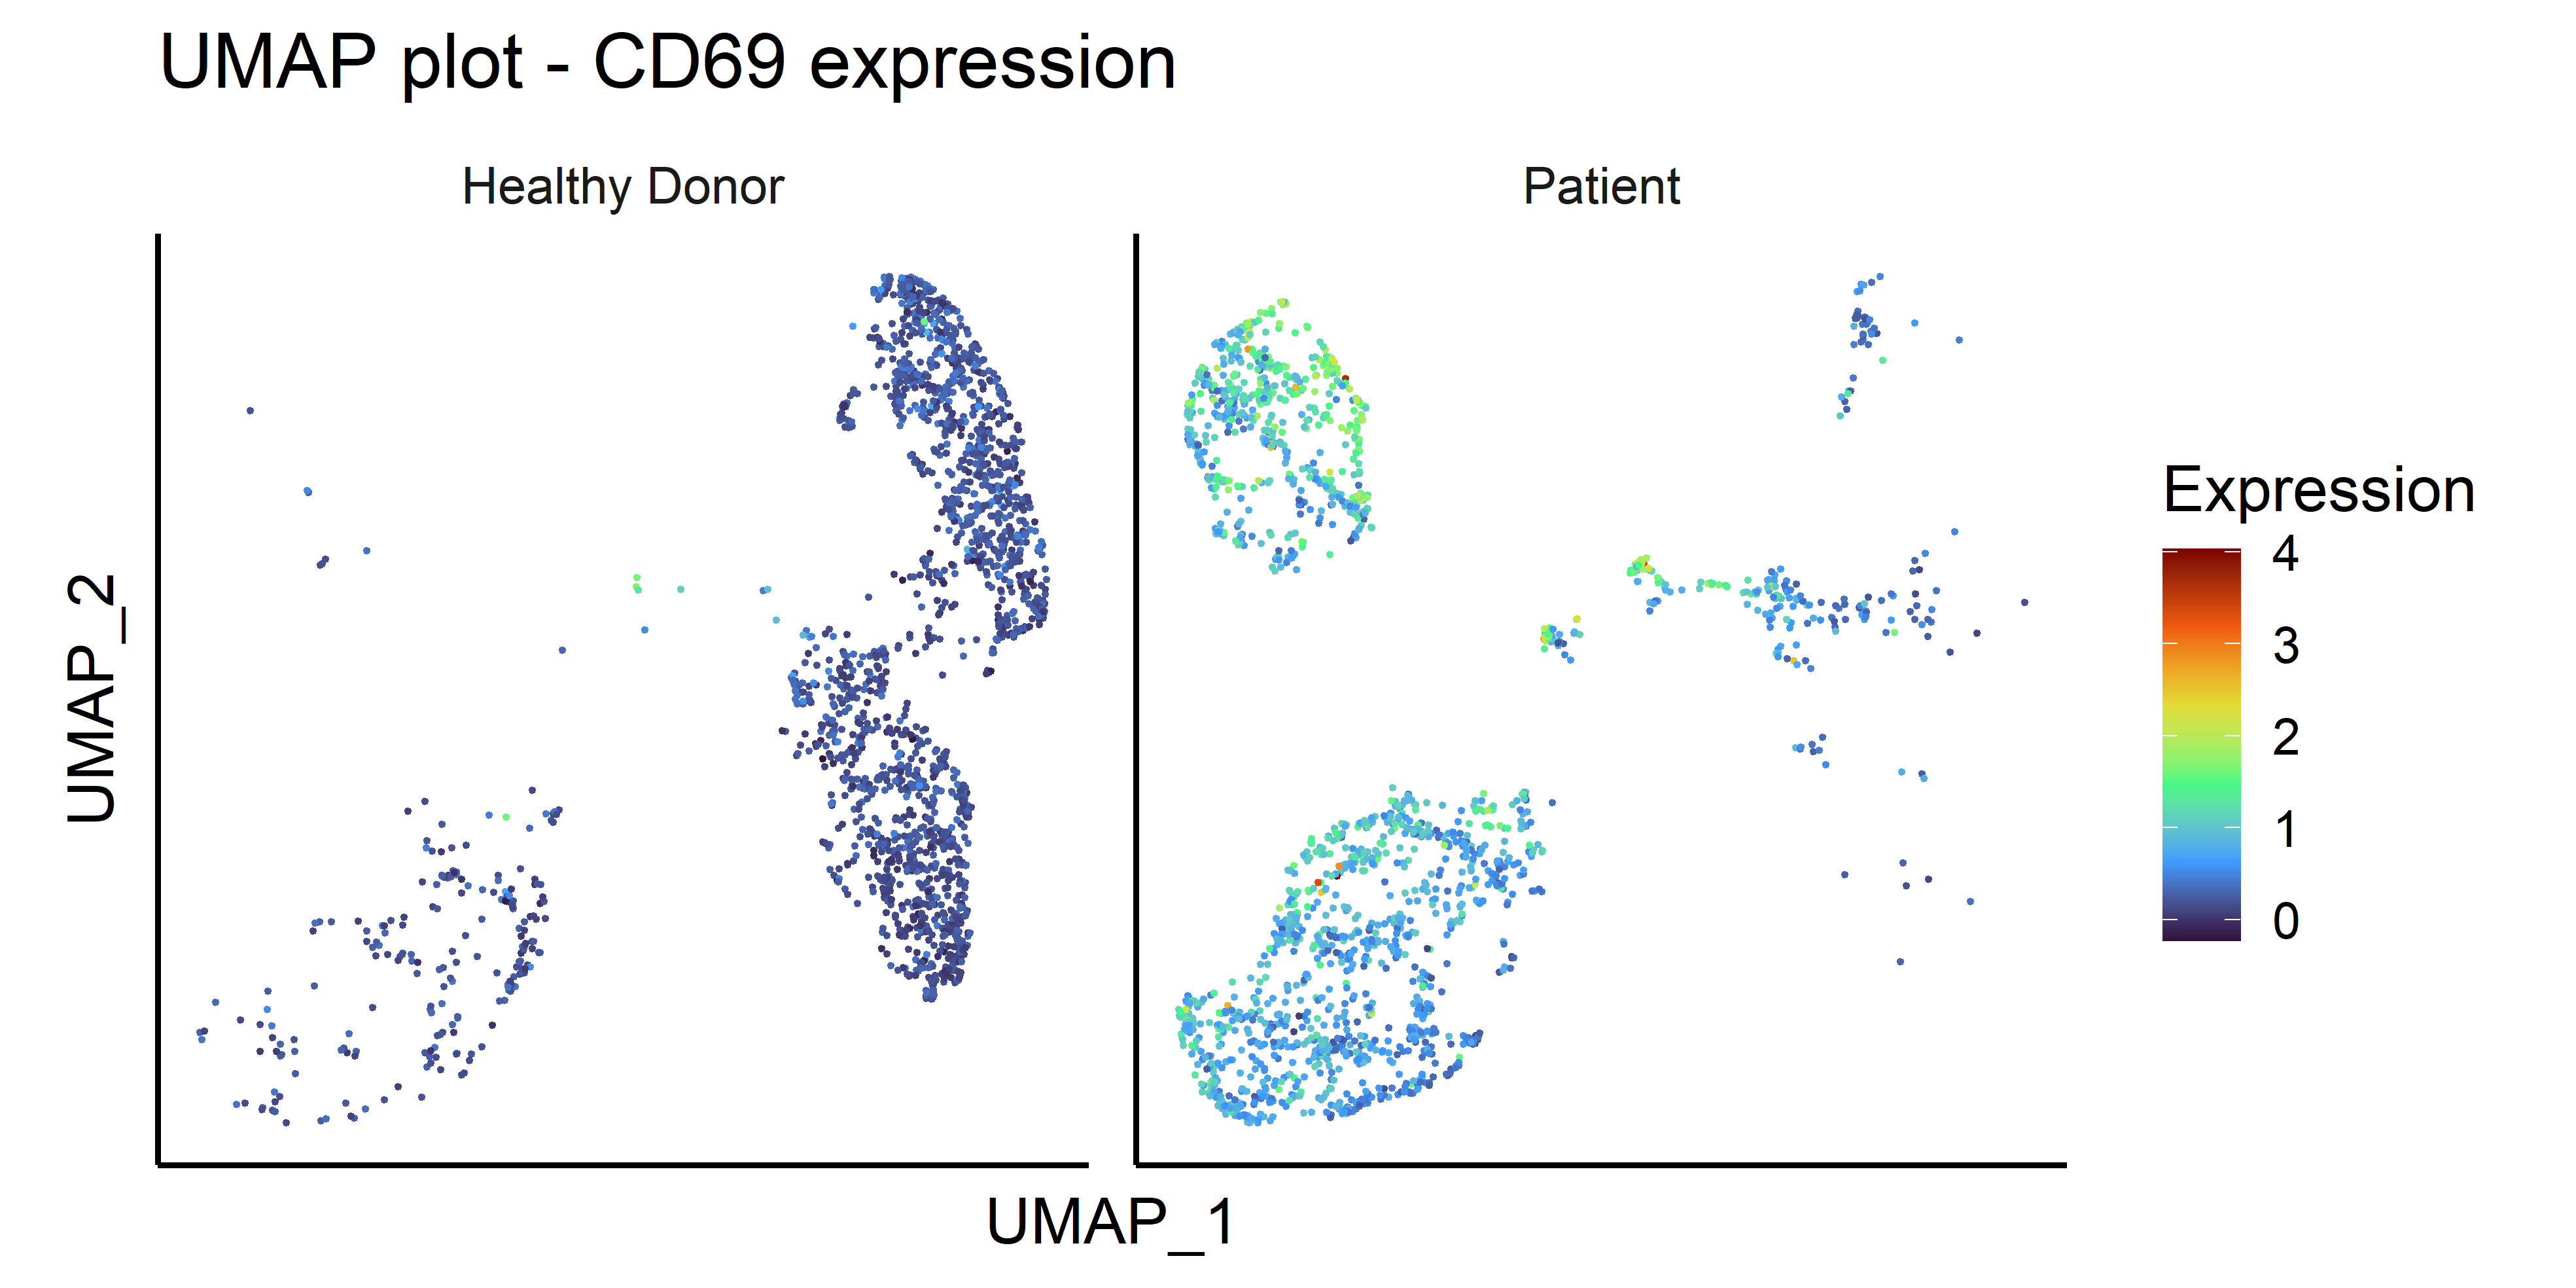 UMAP plot - CD69 expression
Healthy Donor
Patient
UMAP_2
UMAP_1
Expression
4
3
2
1
0